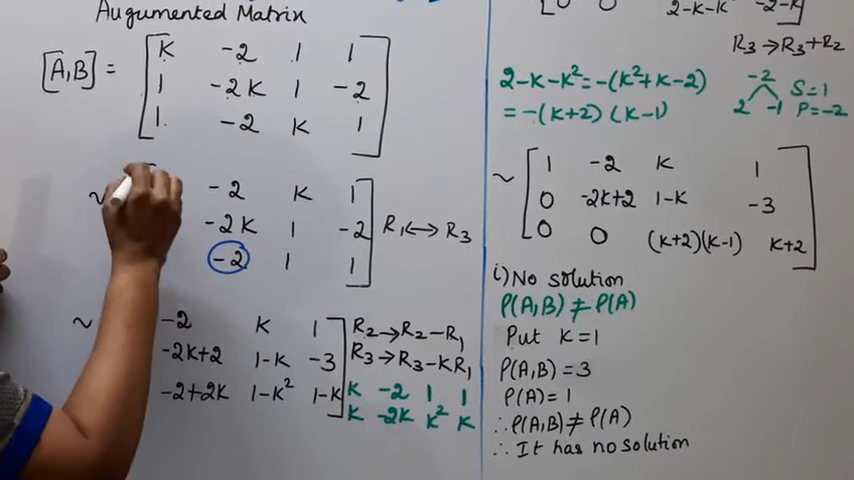 Augumented Matrix
[A,B] = K -2 1 1
1 -2K 1 -2
1 -2 K 1
~ -2 K 1
-2K 1 -2 R₁↔R₃
-2 1 1
~ -2 K 1 R₂→R₂-R₁
-2K+2 1-K -3 R₃→R₃-KR₁
-2+2K 1-K² 1-K K -2 1 1
K -2K K² K
0 0 2-K-K² -2-K
R₃→R₃+R₂
2-K-K²=-(K²+K-2)
=-(K+2)(K-1)
-2 S=1
2 -1 P=-2
~ 1 -2 K 1
0 -2K+2 1-K -3
0 0 (K+2)(K-1) K+2
i) No solution
ρ(A,B)≠ρ(A)
Put K=1
ρ(A,B)=3
ρ(A)=1
∴ρ(A,B)≠ρ(A)
∴ It has no solution